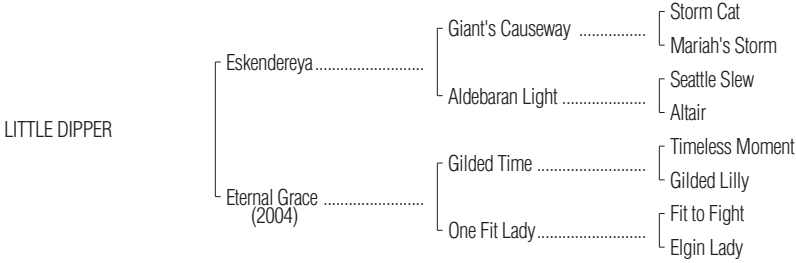 Storm Cat
Giant's Causeway ................
Mariah's Storm
Eskendereya..........................
Seattle Slew
Aldebaran Light ....................
Altair
LITTLE DIPPER
Timeless Moment
Gilded Time ..........................
Gilded Lilly
Eternal Grace ........................
(2004)
Fit to Fight
One Fit Lady..........................
Elgin Lady